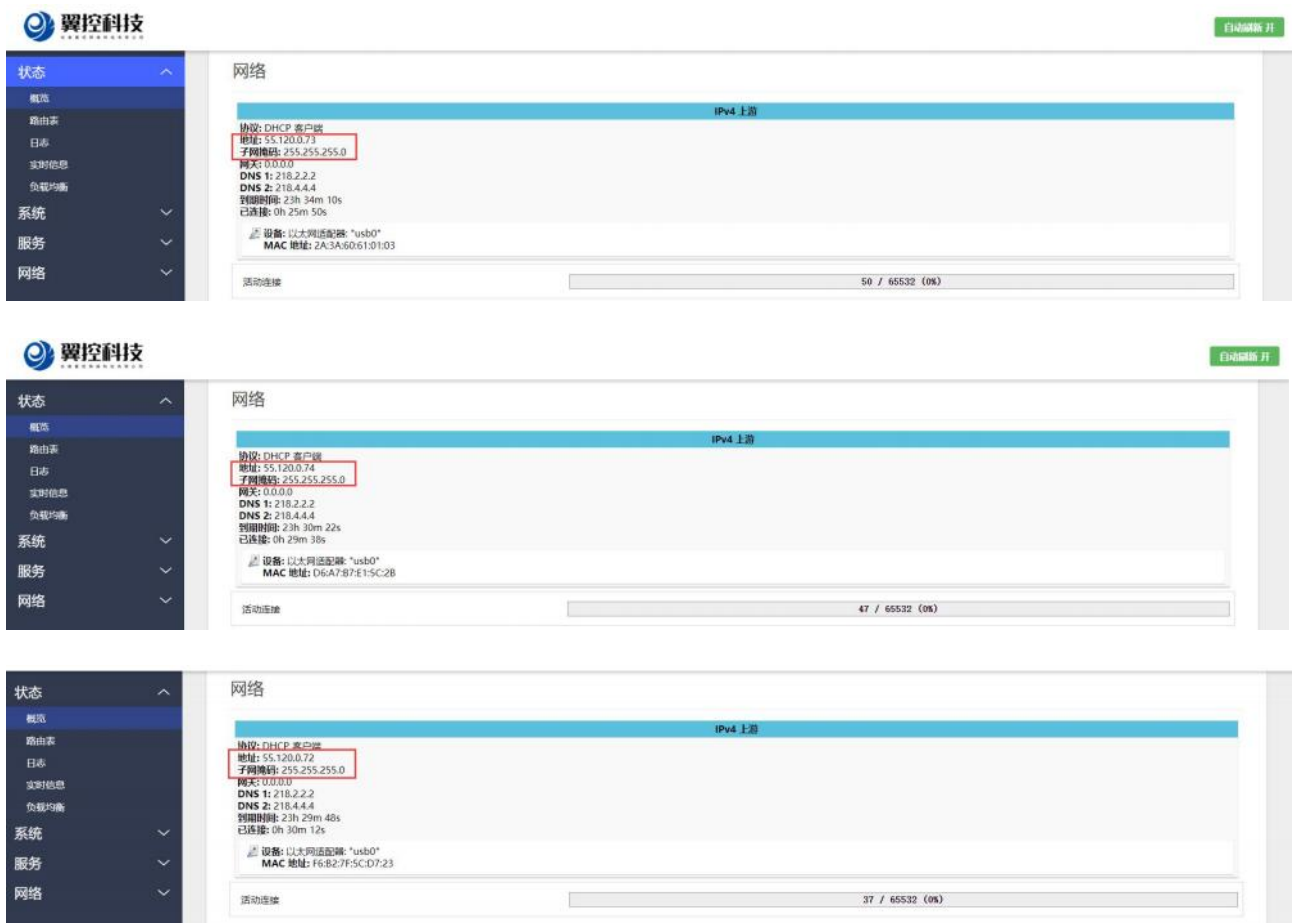 翼控科技
自动刷新 开
状态
概览
路由表
日志
实时信息
负载均衡
系统
服务
网络
网络
IPv4 上游
协议: DHCP 客户端
地址: 55.120.0.73
子网掩码: 255.255.255.0
网关: 0.0.0.0
DNS 1: 218.2.2.2
DNS 2: 218.4.4.4
到期时间: 23h 34m 10s
已连接: 0h 25m 50s
设备: 以太网适配器: "usb0"
MAC 地址: 2A:3A:60:61:01:03
活动连接
50 / 65532 (0%)
翼控科技
自动刷新 开
状态
概览
路由表
日志
实时信息
负载均衡
系统
服务
网络
网络
IPv4 上游
协议: DHCP 客户端
地址: 55.120.0.74
子网掩码: 255.255.255.0
网关: 0.0.0.0
DNS 1: 218.2.2.2
DNS 2: 218.4.4.4
到期时间: 23h 30m 22s
已连接: 0h 29m 38s
设备: 以太网适配器: "usb0"
MAC 地址: D6:A7:B7:E1:5C:2B
活动连接
47 / 65532 (0%)
状态
概览
路由表
日志
实时信息
负载均衡
系统
服务
网络
网络
IPv4 上游
协议: DHCP 客户端
地址: 55.120.0.72
子网掩码: 255.255.255.0
网关: 0.0.0.0
DNS 1: 218.2.2.2
DNS 2: 218.4.4.4
到期时间: 23h 29m 48s
已连接: 0h 30m 12s
设备: 以太网适配器: "usb0"
MAC 地址: F6:B2:7F:5C:D7:23
活动连接
37 / 65532 (0%)